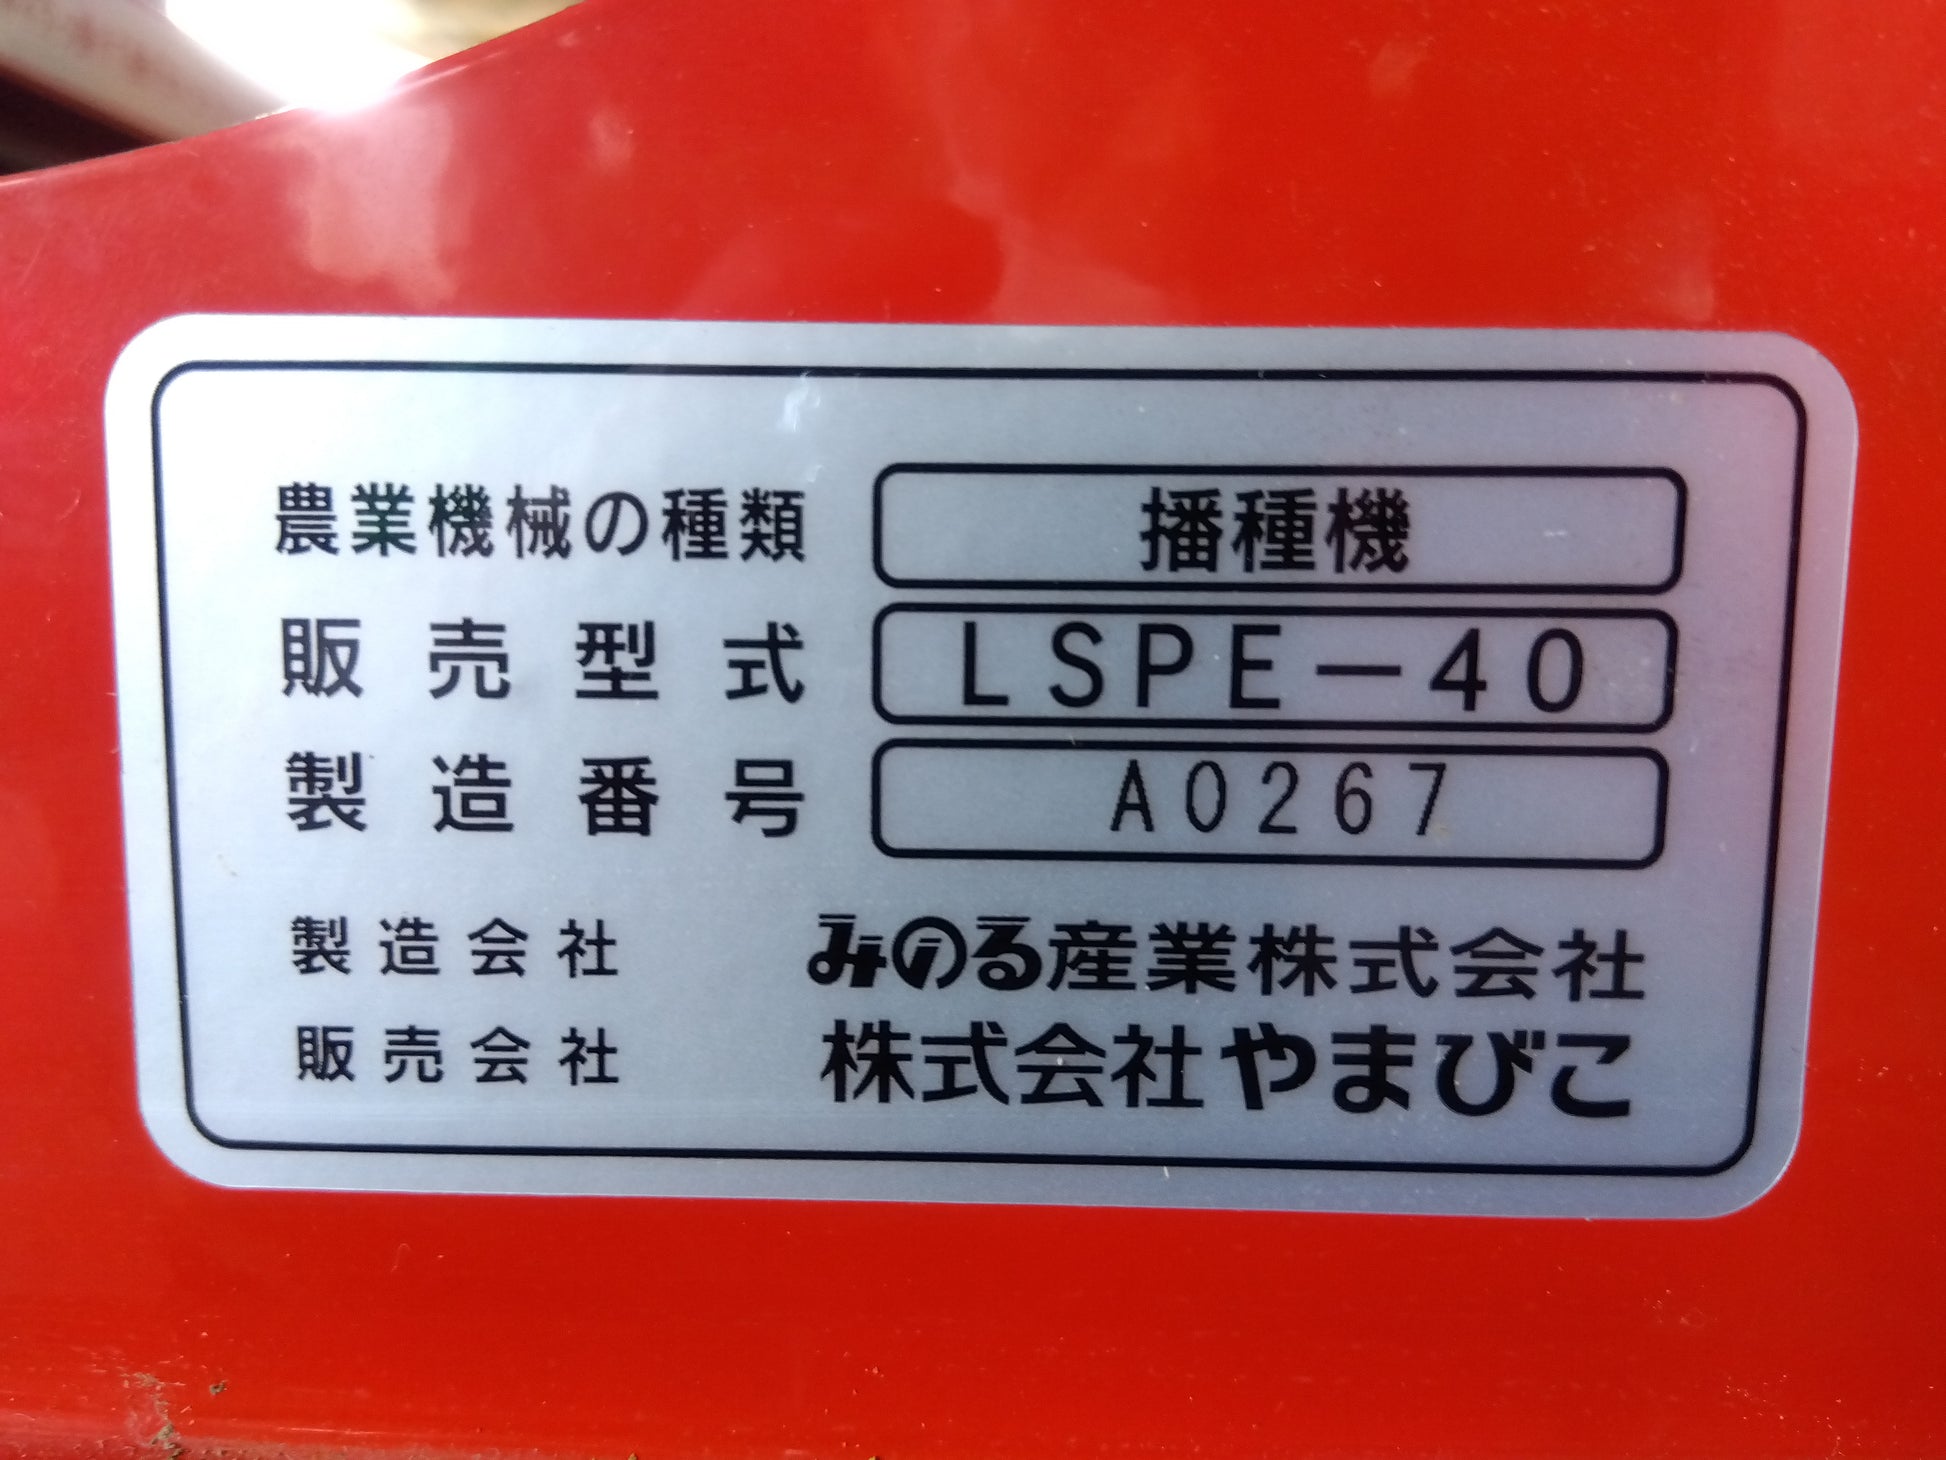 農業機械の種類 播種機
販売型式 LSPE-40
製造番号 A0267
製造会社 みのる産業株式会社
販売会社 株式会社やまびこ